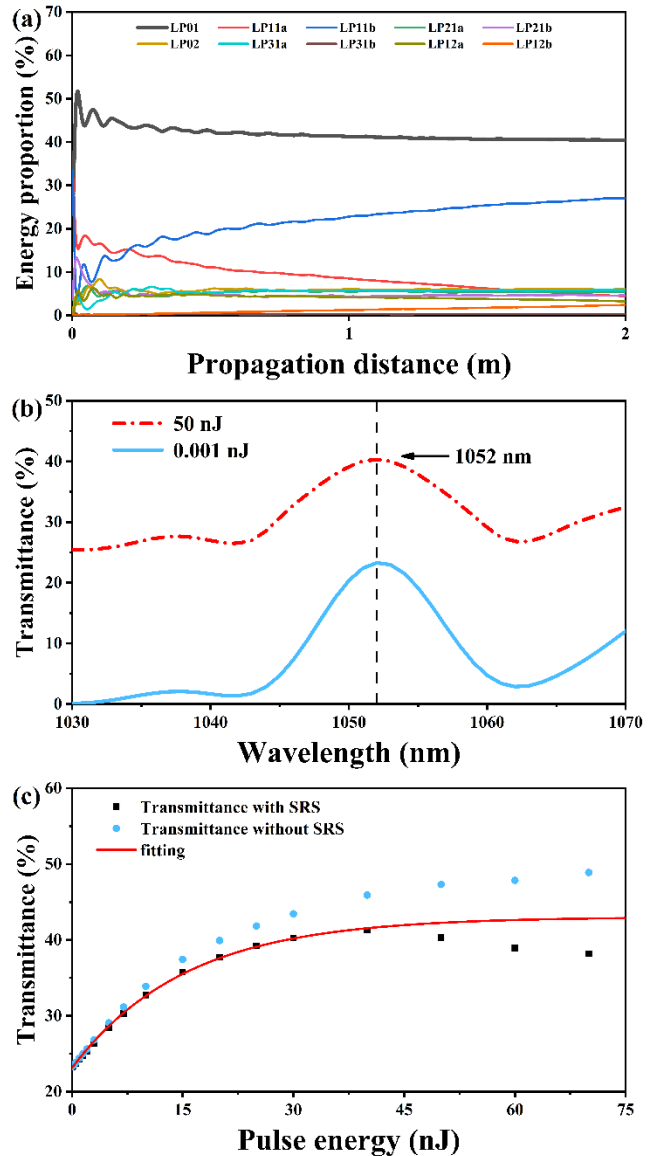 (a)
LP01 LP11a LP11b LP21a LP21b
LP02 LP31a LP31b LP12a LP12b
Energy proportion (%)
70
60
50
40
30
20
10
0
0 1 2
Propagation distance (m)
(b)
50 nJ
0.001 nJ
1052 nm
Transmittance (%)
50
40
30
20
10
0
1030 1040 1050 1060 1070
Wavelength (nm)
(c)
Transmittance with SRS
Transmittance without SRS
fitting
Transmittance (%)
60
50
40
30
20
0 15 30 45 60 75
Pulse energy (nJ)